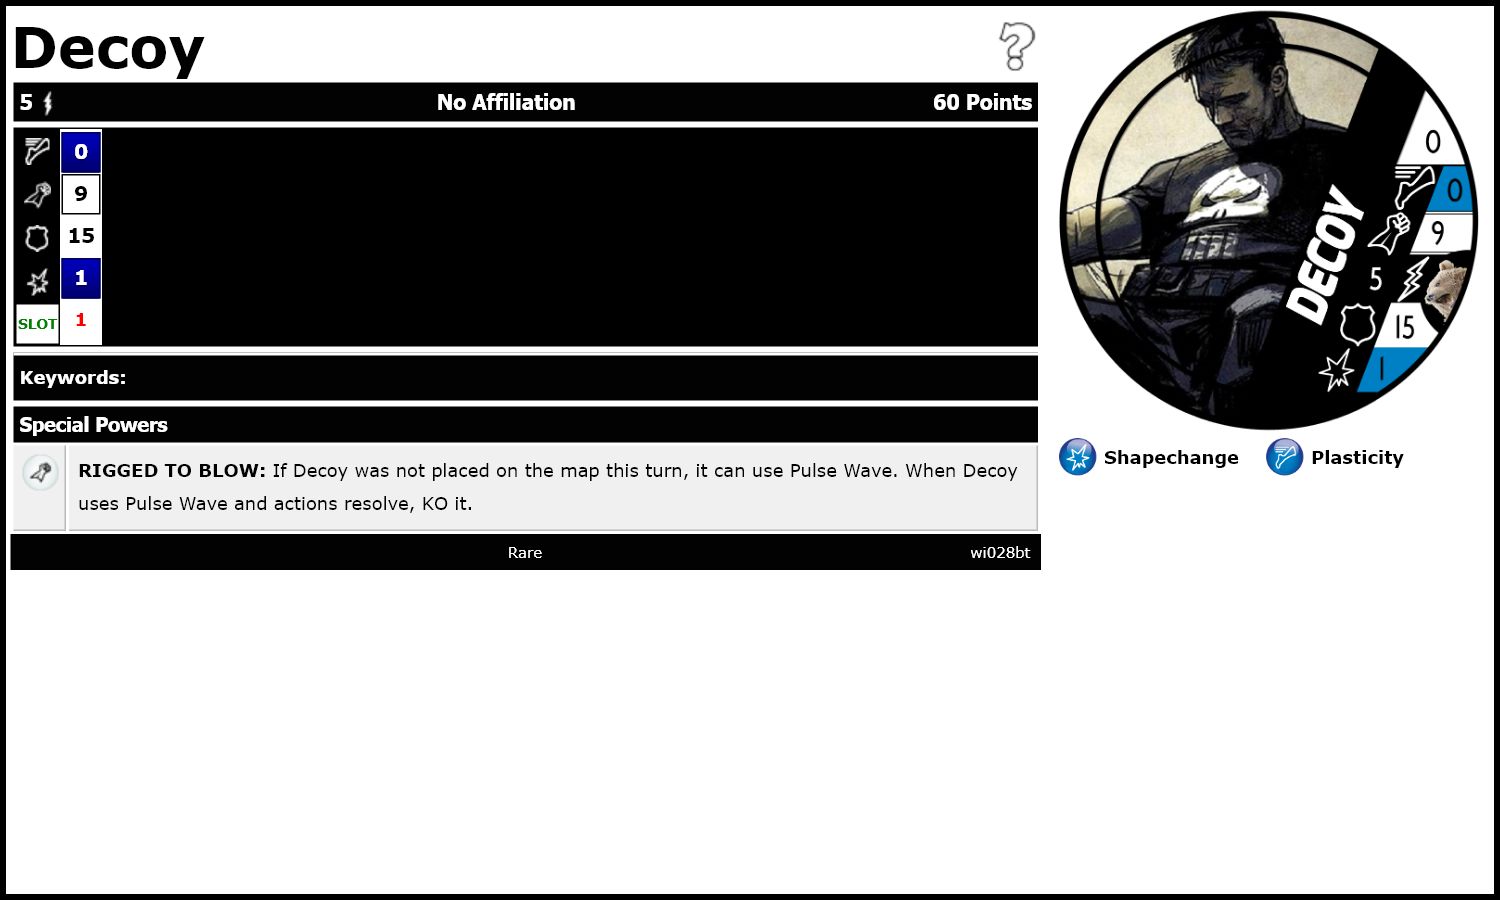 Decoy
5 No Affiliation 60 Points
0
9
15
1
SLOT 1
Keywords:
Special Powers
RIGGED TO BLOW: If Decoy was not placed on the map this turn, it can use Pulse Wave. When Decoy
uses Pulse Wave and actions resolve, KO it.
Rare wi028bt
DECOY
0
0
9
5
15
1
Shapechange Plasticity